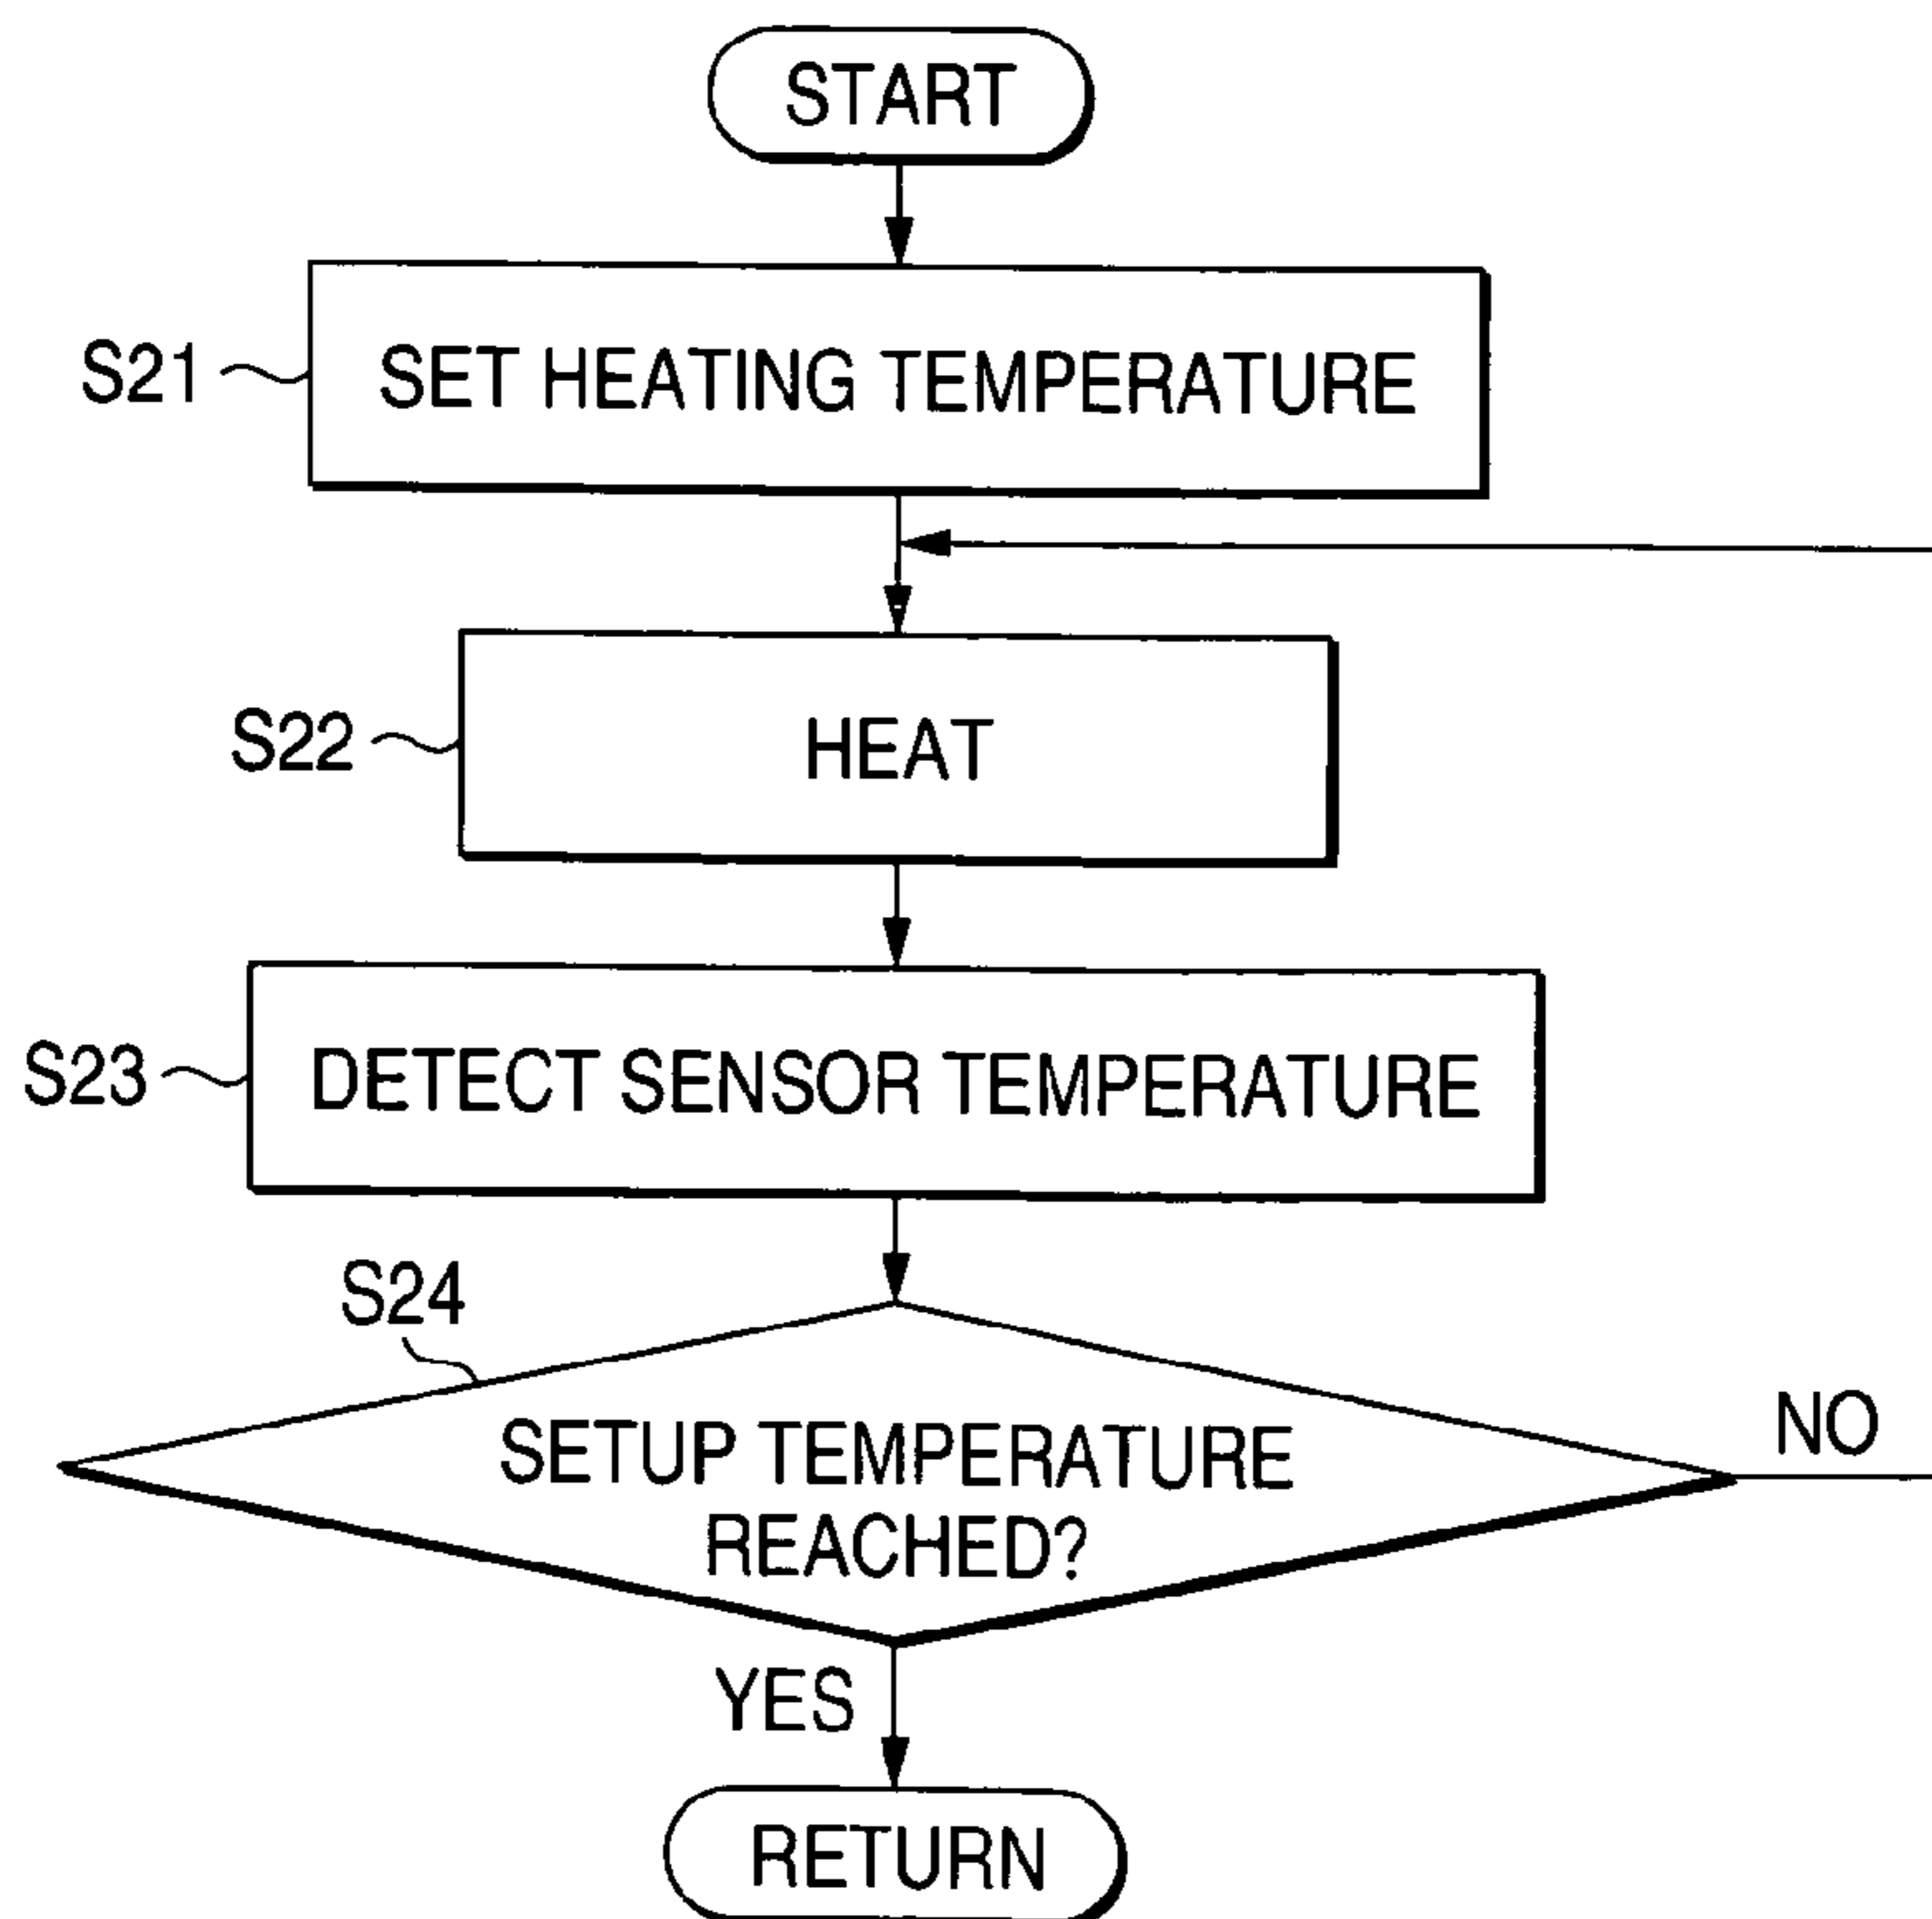 START
S21
SET HEATING TEMPERATURE
S22
HEAT
S23
DETECT SENSOR TEMPERATURE
S24
SETUP TEMPERATURE
REACHED?
NO
YES
RETURN